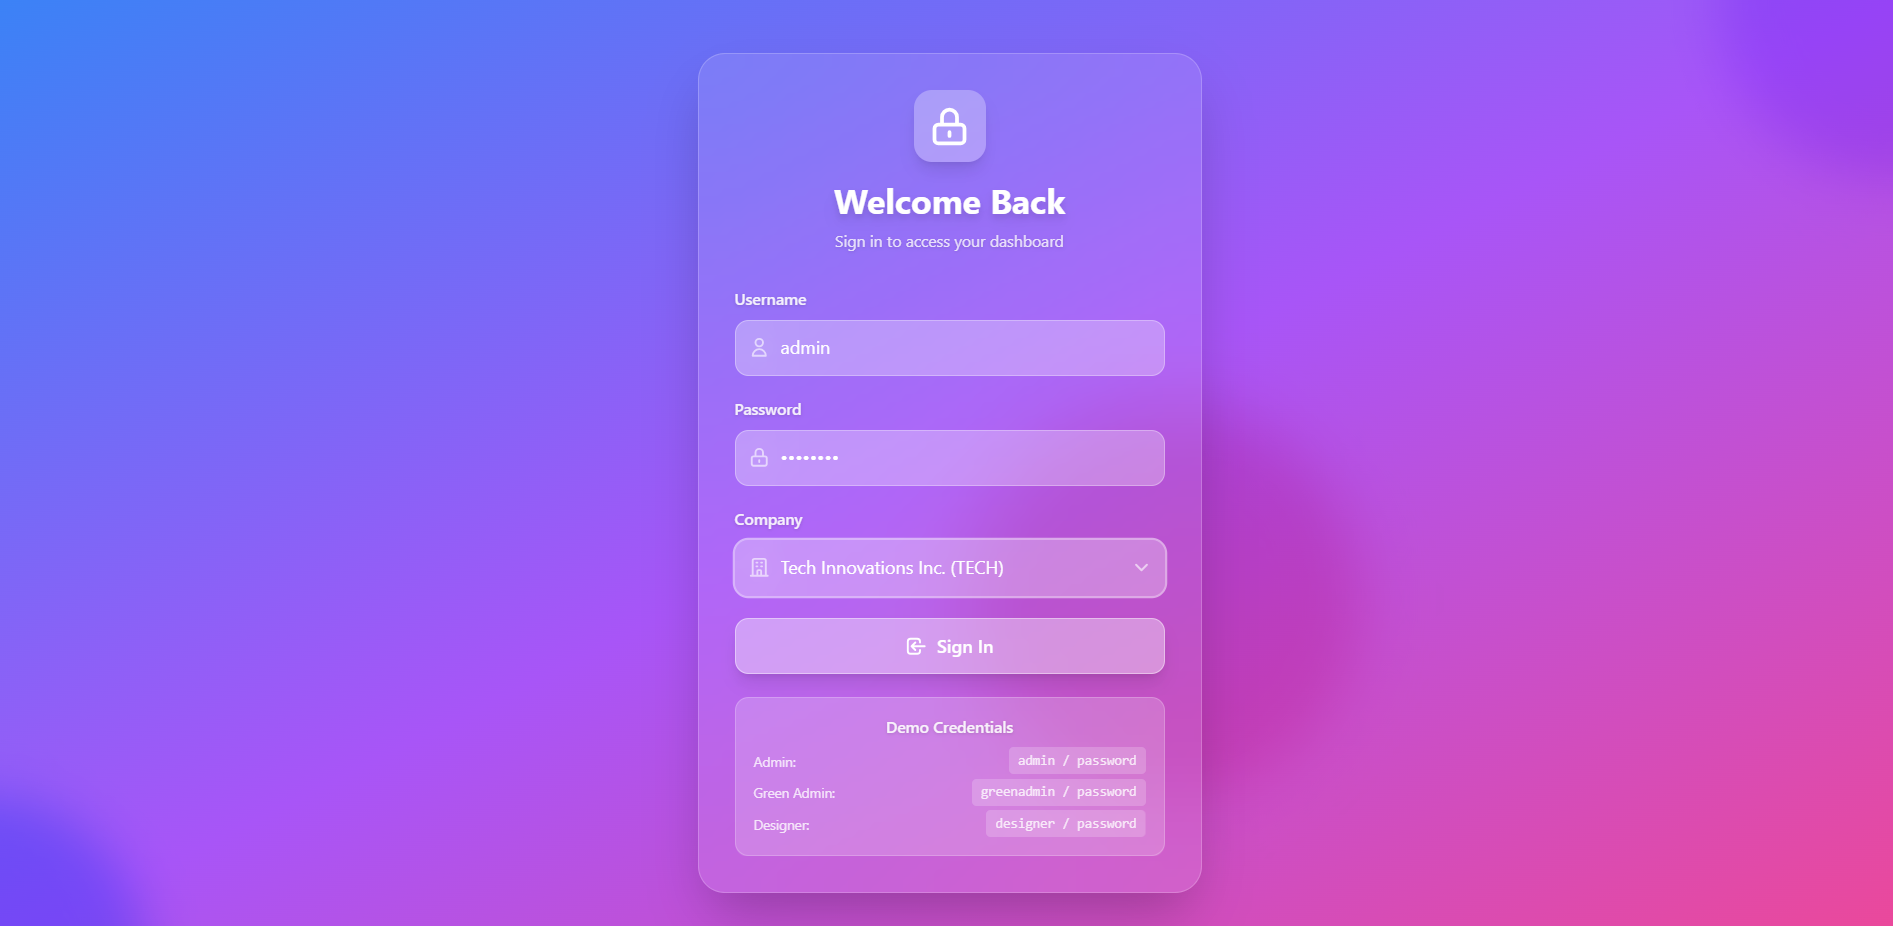 Welcome Back
Sign in to access your dashboard
Username
admin
Password
••••••••
Company
Tech Innovations Inc. (TECH)
Sign In
Demo Credentials
Admin: admin / password
Green Admin: greenadmin / password
Designer: designer / password